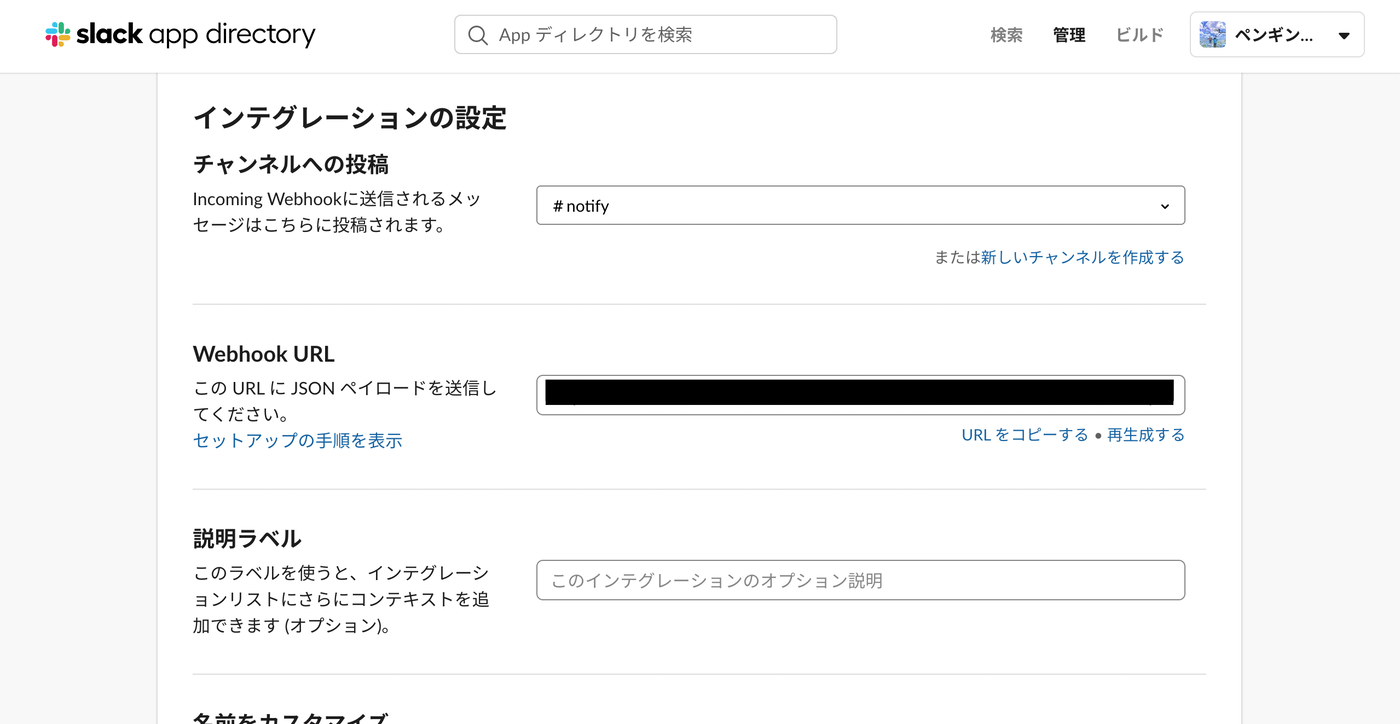 slack app directory
App ディレクトリを検索
検索
管理
ビルド
ペンギン...
インテグレーションの設定
チャンネルへの投稿
Incoming Webhookに送信されるメッ
セージはこちらに投稿されます。
# notify
または新しいチャンネルを作成する
Webhook URL
この URL に JSON ペイロードを送信し
てください。
セットアップの手順を表示
URL をコピーする • 再生成する
説明ラベル
このラベルを使うと、インテグレーシ
ョンリストにさらにコンテキストを追
加できます (オプション)。
このインテグレーションのオプション説明
名前をカスタマイズ